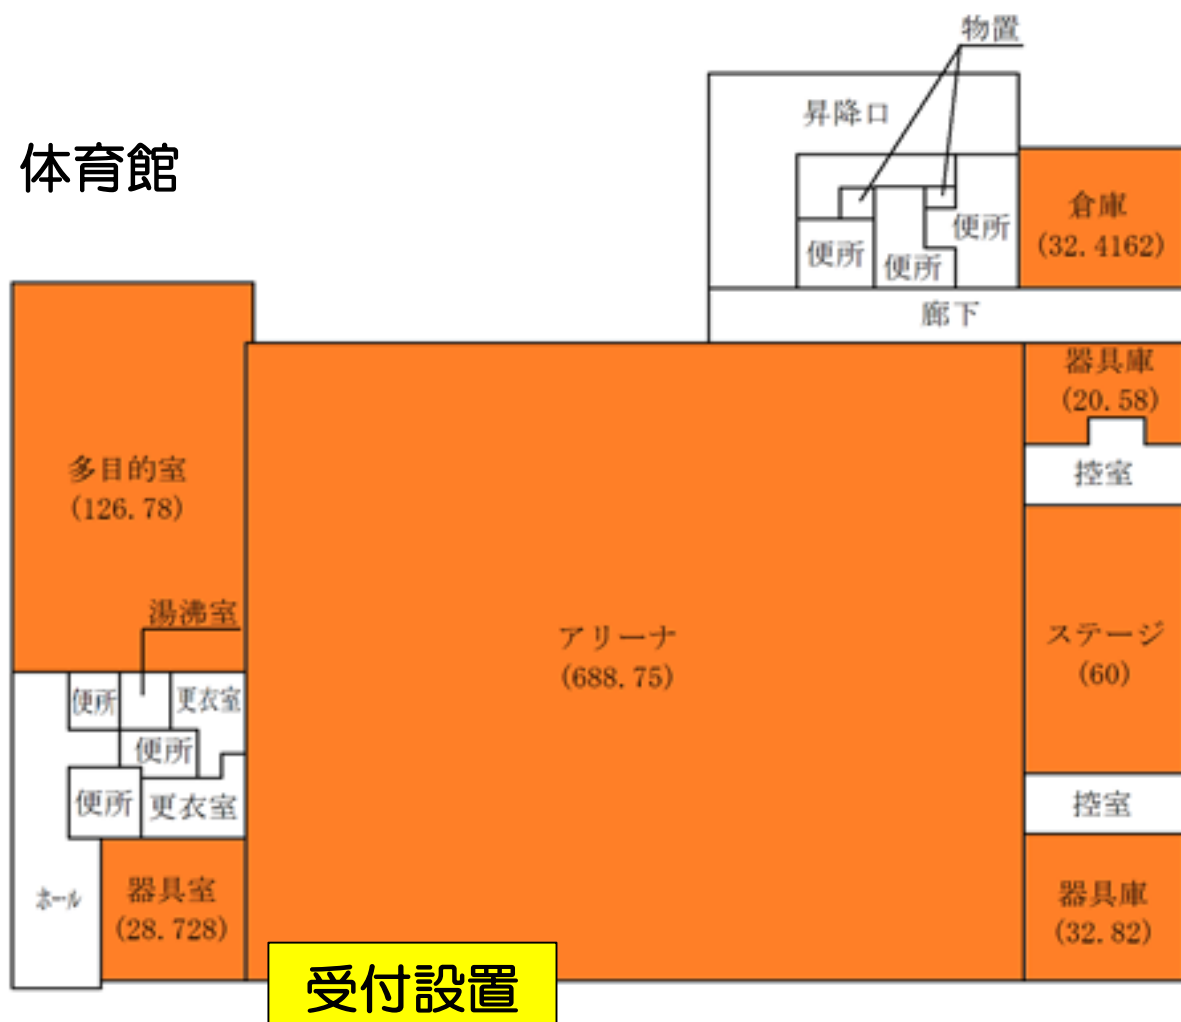 物置
昇降口
体育館
倉庫
(32.4162)
便所
便所
便所
廊下
器具庫
(20.58)
控室
多目的室
(126.78)
湯沸室
アリーナ
(688.75)
ステージ
(60)
便所
更衣室
便所
便所
更衣室
控室
ホール
器具室
(28.728)
器具庫
(32.82)
受付設置